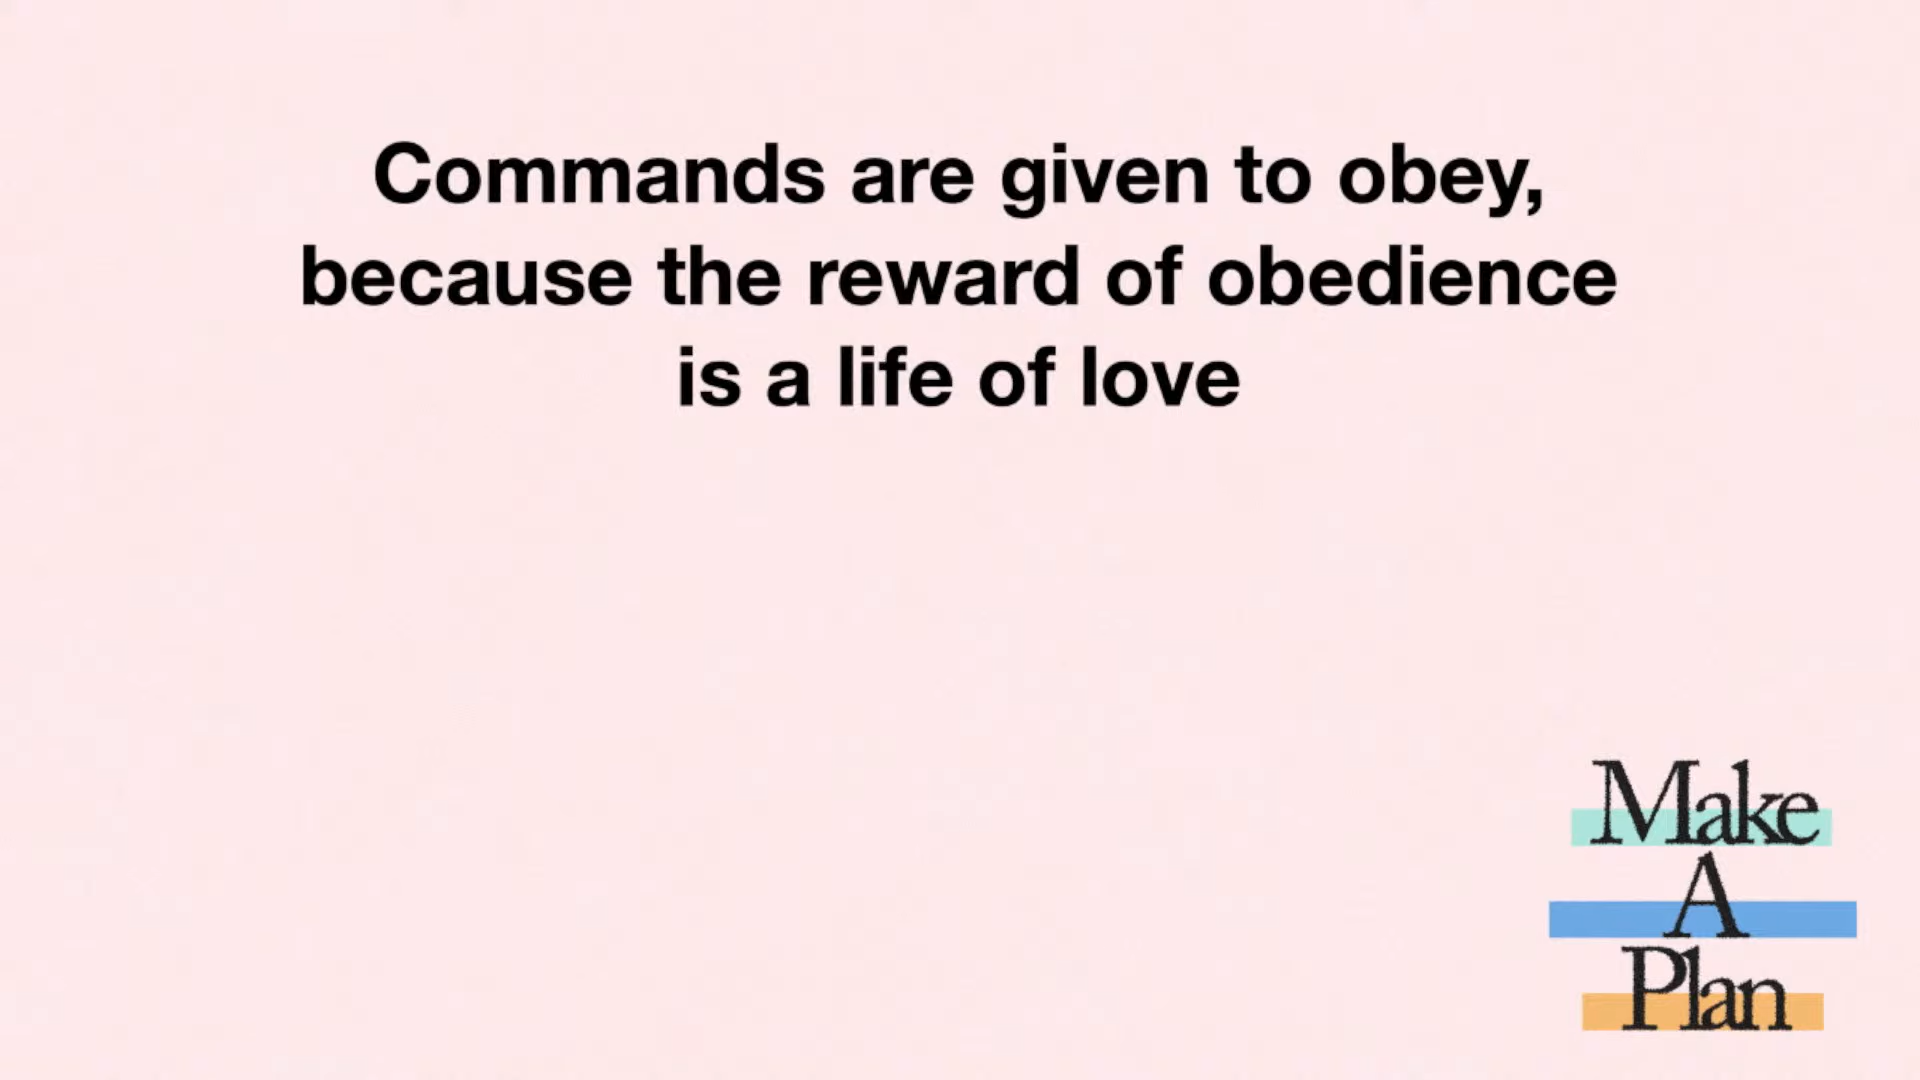 Commands are given to obey,
because the reward of obedience
is a life of love
Make
A
Plan